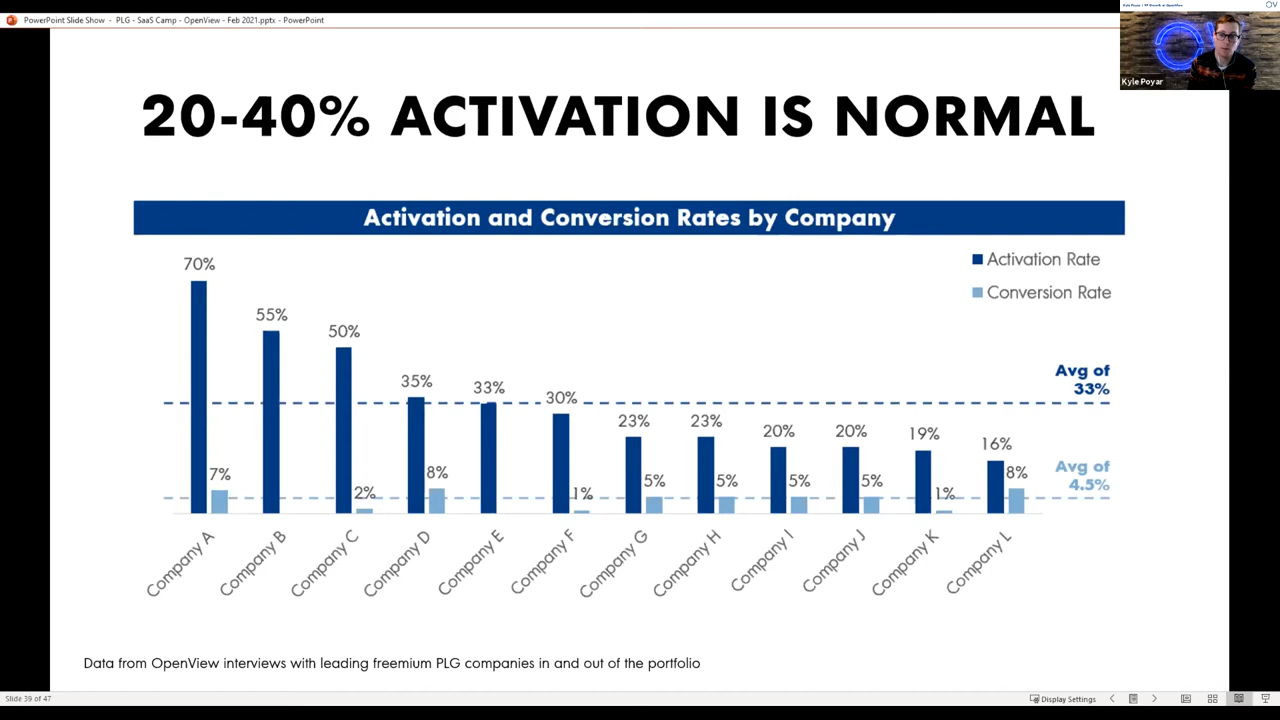 PowerPoint Slide Show - PLG - SaaS Camp - OpenView - Feb 2021.pptx - PowerPoint
OV
Kyle Poyar
20-40% ACTIVATION IS NORMAL
Activation and Conversion Rates by Company
Activation Rate
Conversion Rate
70%
55%
50%
35%
33%
30%
23%
23%
20%
20%
19%
16%
Avg of
33%
7%
2%
8%
1%
5%
5%
5%
5%
1%
8%
Avg of
4.5%
Company A
Company B
Company C
Company D
Company E
Company F
Company G
Company H
Company I
Company J
Company K
Company L
Data from OpenView interviews with leading freemium PLG companies in and out of the portfolio
Slide 39 of 47
Display Settings